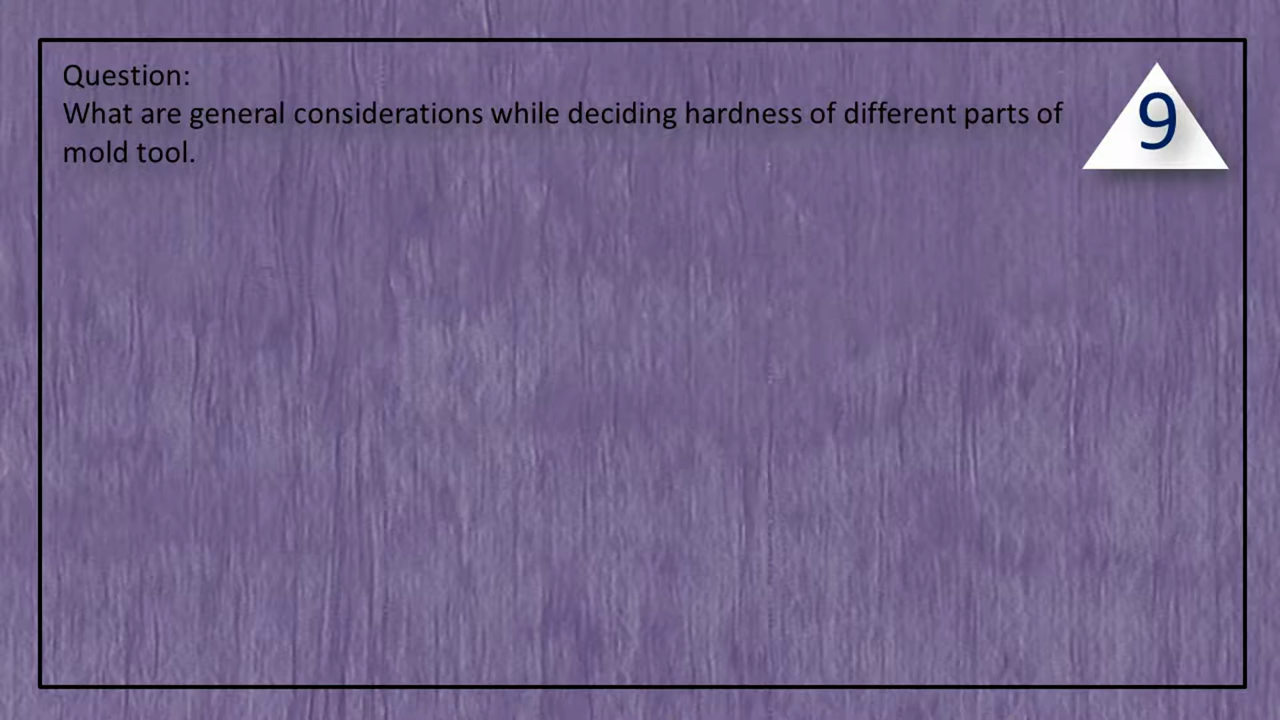 Question:
What are general considerations while deciding hardness of different parts of
mold tool.
9